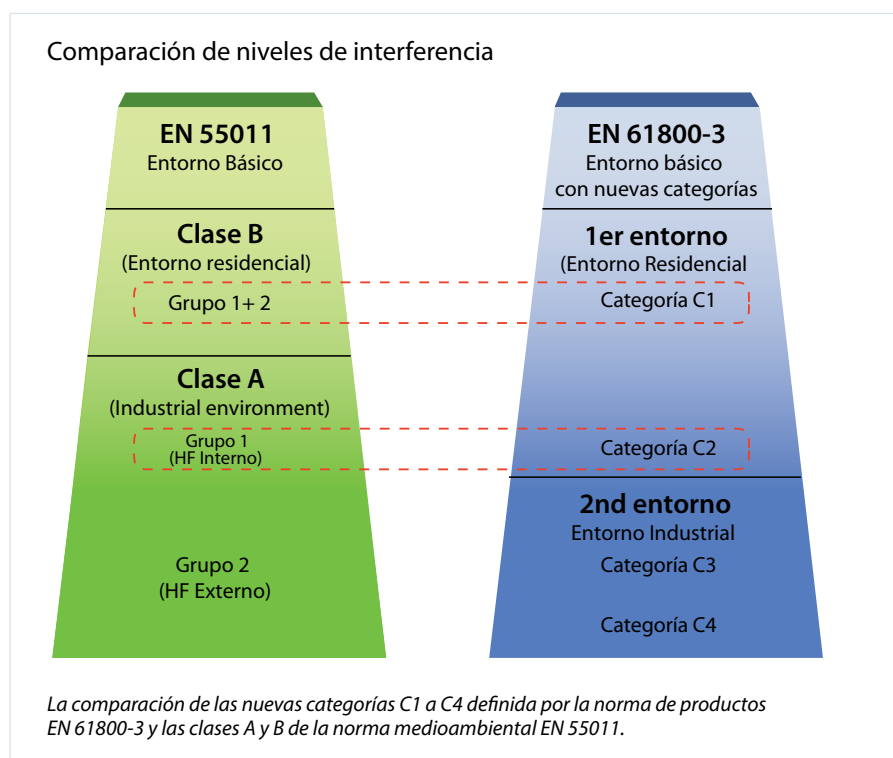 Comparación de niveles de interferencia
EN 55011
Entorno Básico
Clase B
(Entorno residencial)
Grupo 1+ 2
Clase A
(Industrial environment)
Grupo 1
(HF Interno)
Grupo 2
(HF Externo)
EN 61800-3
Entorno básico
con nuevas categorías
1er entorno
(Entorno Residencial
Categoría C1
Categoría C2
2nd entorno
Entorno Industrial
Categoría C3
Categoría C4
La comparación de las nuevas categorías C1 a C4 definida por la norma de productos
EN 61800-3 y las clases A y B de la norma medioambiental EN 55011.